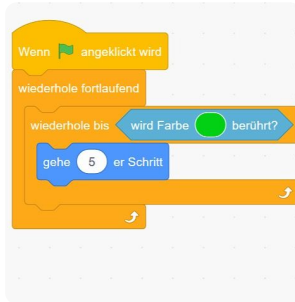 Wenn angeklickt wird
wiederhole fortlaufend
wiederhole bis wird Farbe berührt?
gehe 5 er Schritt